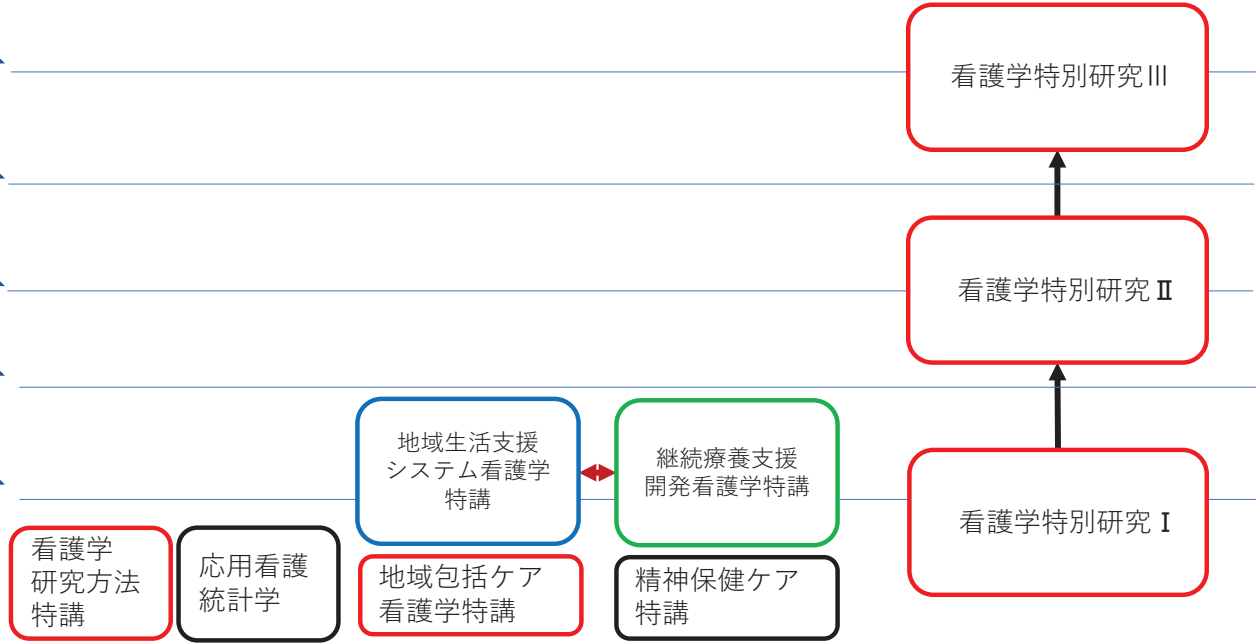 看護学特別研究Ⅲ
看護学特別研究Ⅱ
地域生活支援
システム看護学
特講
継続療養支援
開発看護学特講
看護学特別研究Ⅰ
看護学
研究方法
特講
応用看護
統計学
地域包括ケア
看護学特講
精神保健ケア
特講